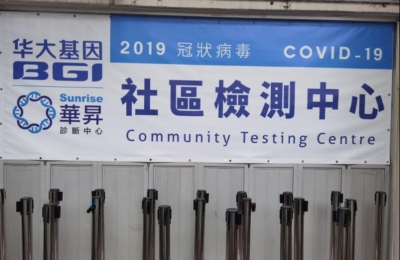 华大基因
BGI
Sunrise
華昇
診斷中心
2019 冠狀病毒 COVID-19
社區檢測中心
Community Testing Centre